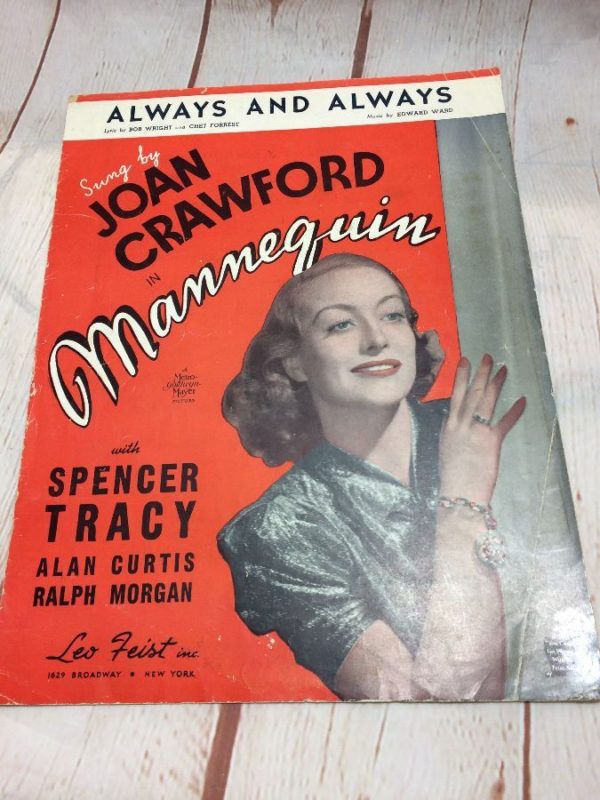 ALWAYS AND ALWAYS
Lyric by BOB WRIGHT and CHET FORREST
Music by EDWARD WARD
Sung by
JOAN
CRAWFORD
IN
Mannequin
A
Metro-
Goldwyn-
Mayer
PICTURE
with
SPENCER
TRACY
ALAN CURTIS
RALPH MORGAN
Leo Feist inc.
1629 BROADWAY • NEW YORK